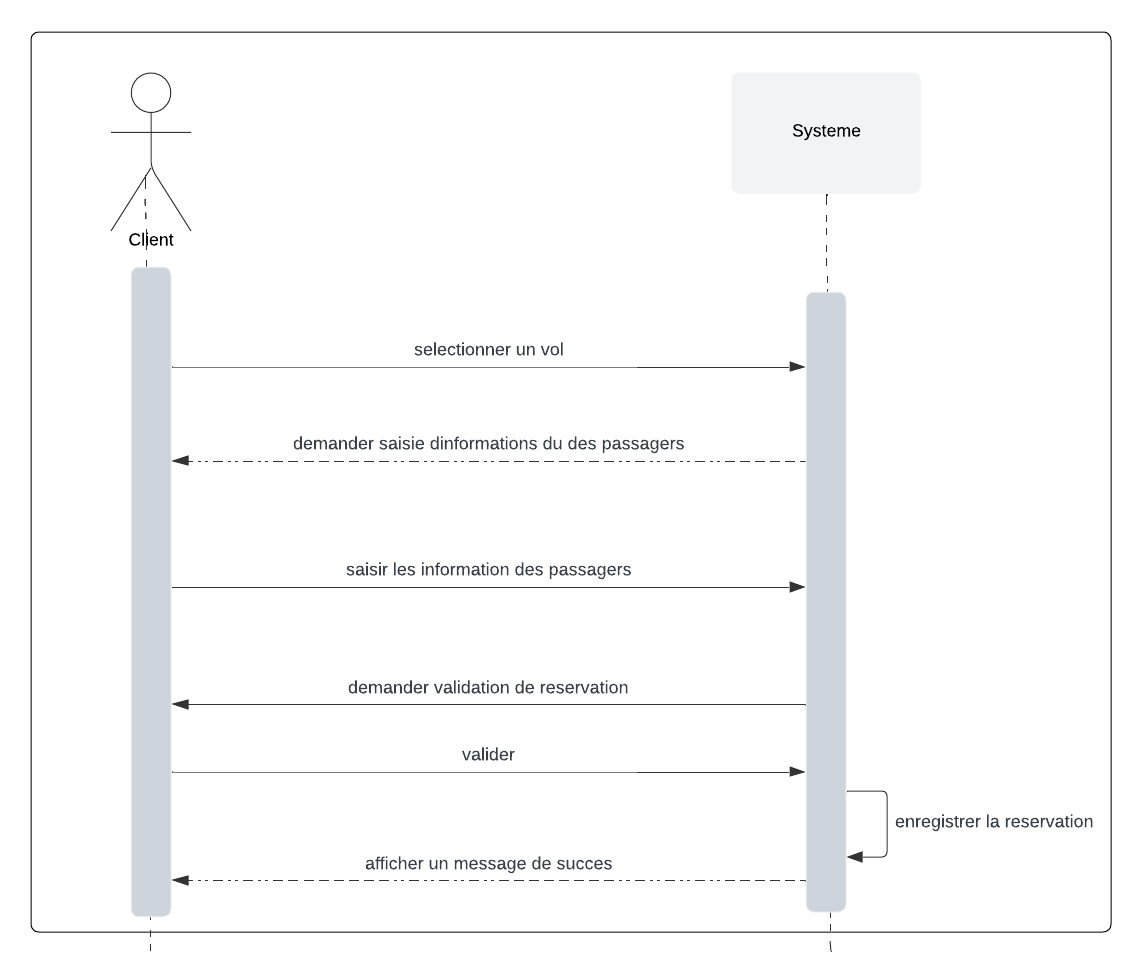 Systeme
Client
selectionner un vol
demander saisie dinformations du des passagers
saisir les information des passagers
demander validation de reservation
valider
enregistrer la reservation
afficher un message de succes